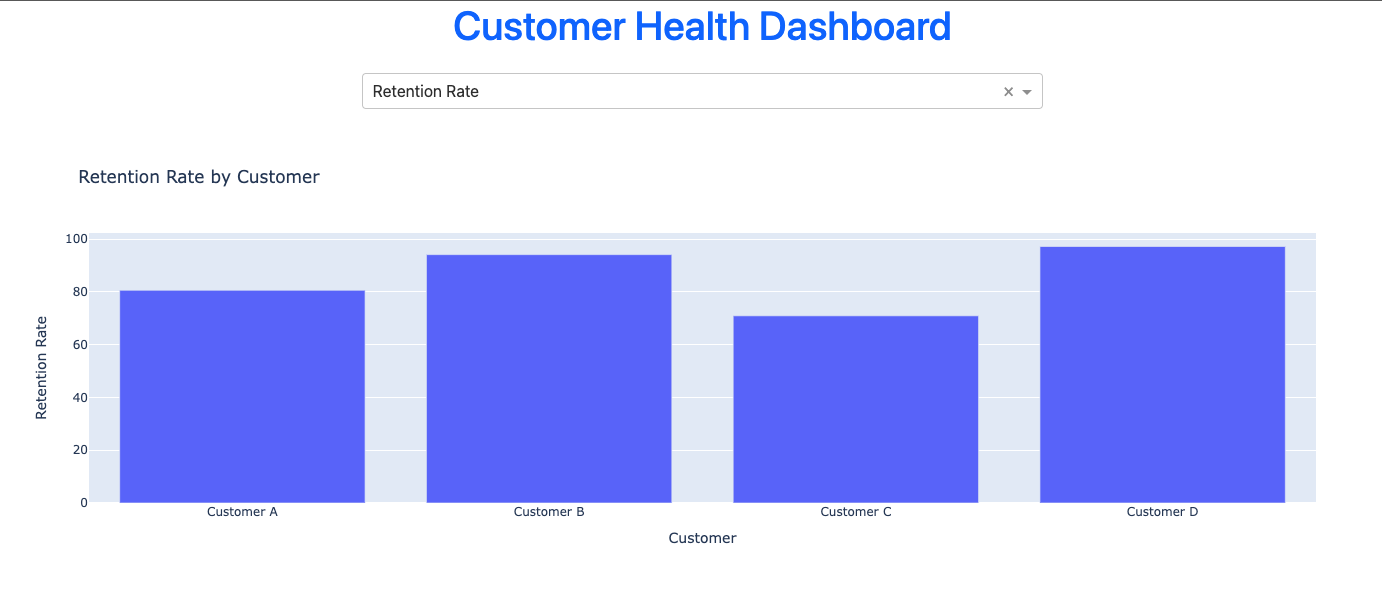 Customer Health Dashboard
Retention Rate
Retention Rate by Customer
100
80
60
40
20
0
Retention Rate
Customer A Customer B Customer C Customer D
Customer